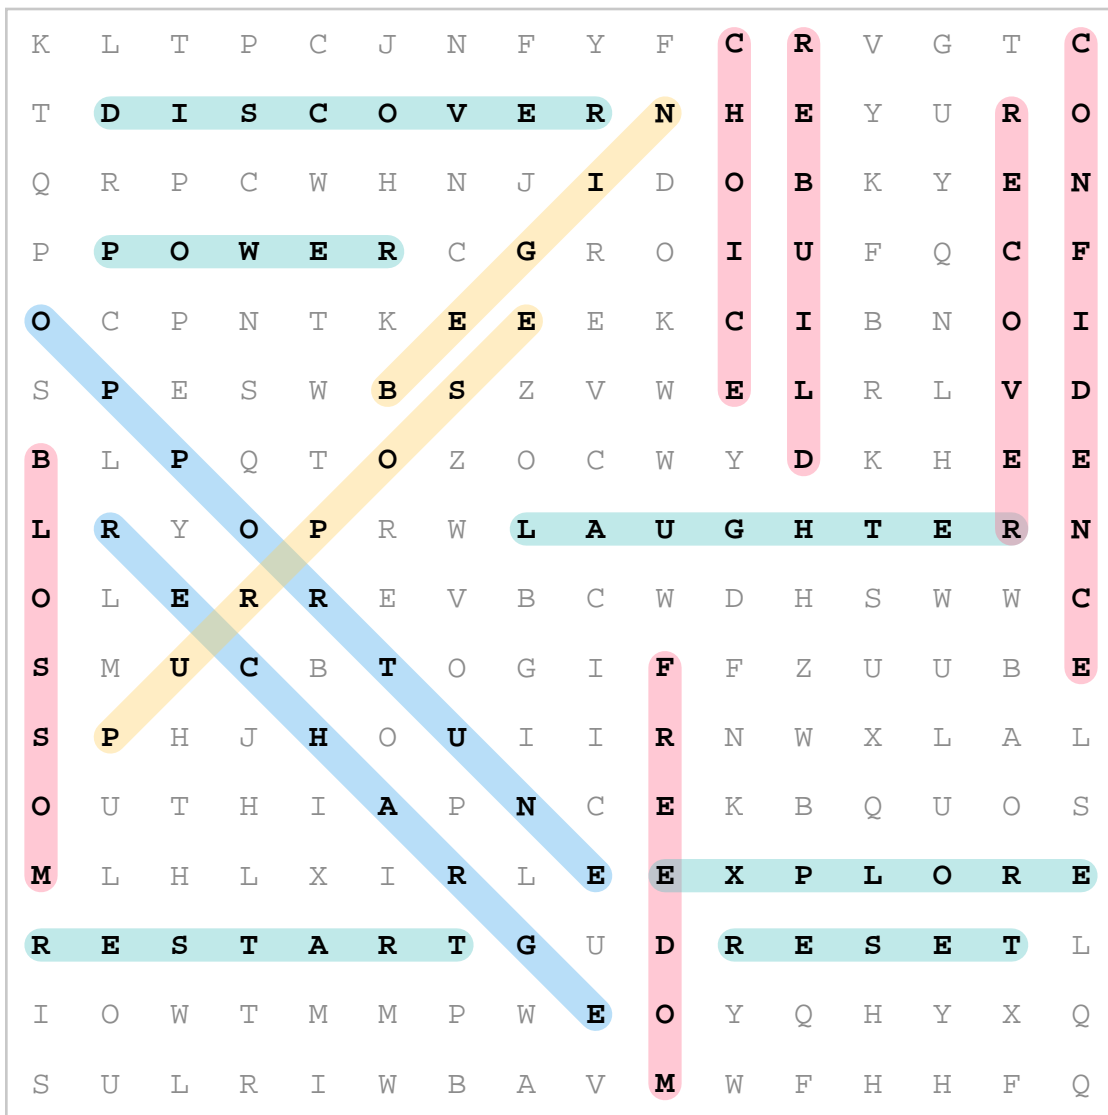 K L T P C J N F Y F C R V G T C
T D I S C O V E R N H E Y U R O
Q R P C W H N J I D O B K Y E N
P P O W E R C G R O I U F Q C F
O C P N T K E E E K C I B N O I
S P E S W B S Z V W E L R L V D
B L P Q T O Z O C W Y D K H E E
L R Y O P R W L A U G H T E R N
O L E R R E V B C W D H S W W C
S M U C B T O G I F F Z U U B E
S P H J H O U I I R N W X L A L
O U T H I A P N C E K B Q U O S
M L H L X I R L E E X P L O R E
R E S T A R T G U D R E S E T L
I O W T M M P W E O Y Q H Y X Q
S U L R I W B A V M W F H H F Q